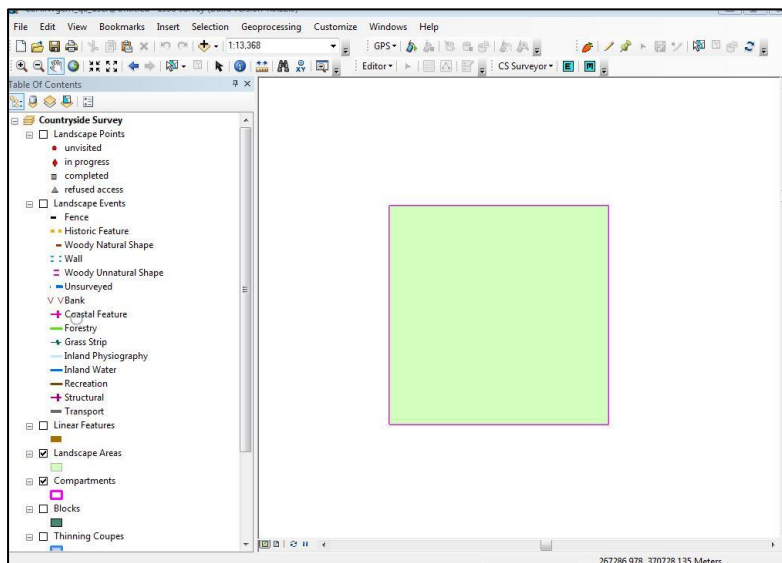 File Edit View Bookmarks Insert Selection Geoprocessing Customize Windows Help
1:13,368 GPS
Editor CS Surveyor E M
Table Of Contents
Countryside Survey
Landscape Points
unvisited
in progress
completed
refused access
Landscape Events
Fence
Historic Feature
Woody Natural Shape
Wall
Woody Unnatural Shape
Unsurveyed
Bank
Coastal Feature
Forestry
Grass Strip
Inland Physiography
Inland Water
Recreation
Structural
Transport
Linear Features
Landscape Areas
Compartments
Blocks
Thinning Coupes
267286.978 370728.135 Meters